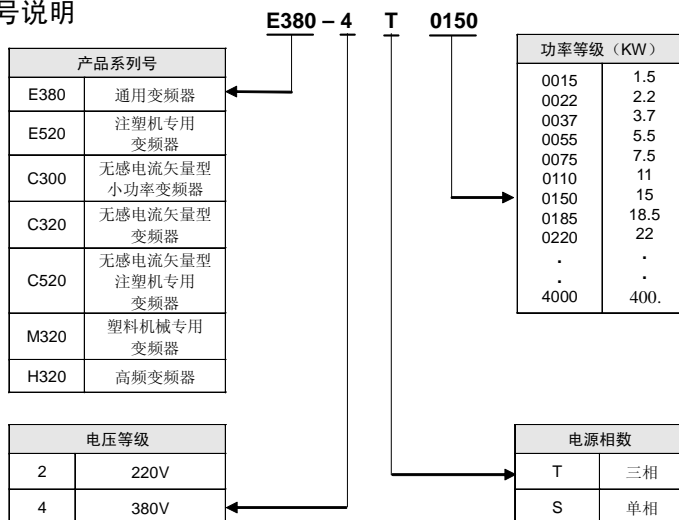 号说明
E380 – 4 T 0150
产品系列号
E380 通用变频器
E520 注塑机专用
变频器
C300 无感电流矢量型
小功率变频器
C320 无感电流矢量型
变频器
C520 无感电流矢量型
注塑机专用
变频器
M320 塑料机械专用
变频器
H320 高频变频器
功率等级（KW）
0015 1.5
0022 2.2
0037 3.7
0055 5.5
0075 7.5
0110 11
0150 15
0185 18.5
0220 22
. .
. .
4000 400.
电压等级
2 220V
4 380V
电源相数
T 三相
S 单相